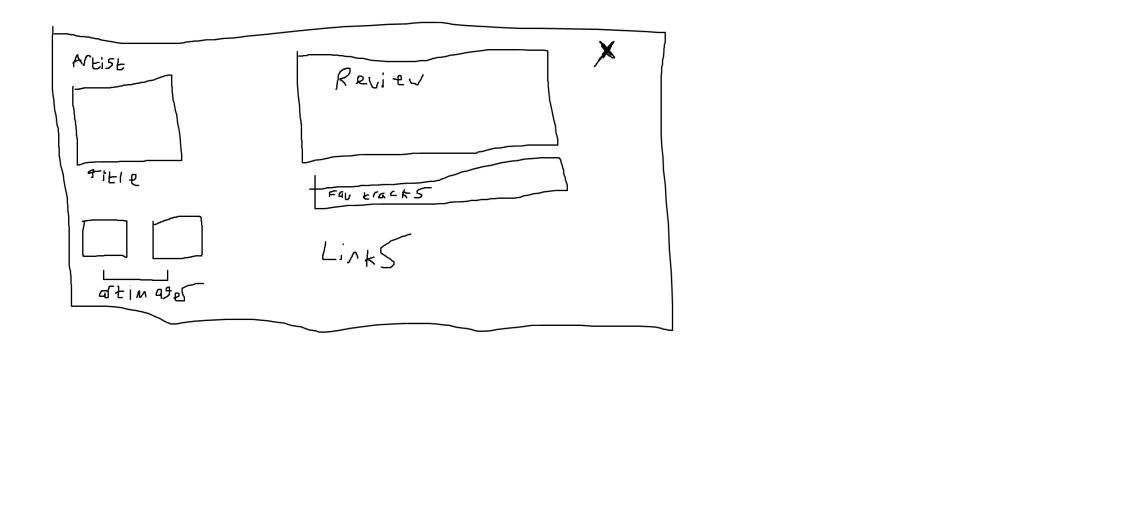 Artist
Title
art images
Review
Fav tracks
Links
X